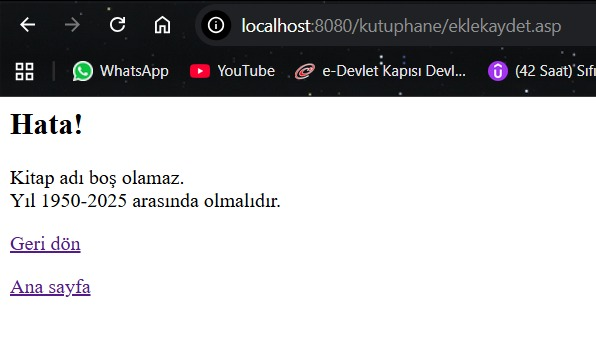 localhost:8080/kutuphane/eklekaydet.asp
WhatsApp
YouTube
e-Devlet Kapısı Devl...
(42 Saat) Sıfı
Hata!
Kitap adı boş olamaz.
Yıl 1950-2025 arasında olmalıdır.
Geri dön
Ana sayfa